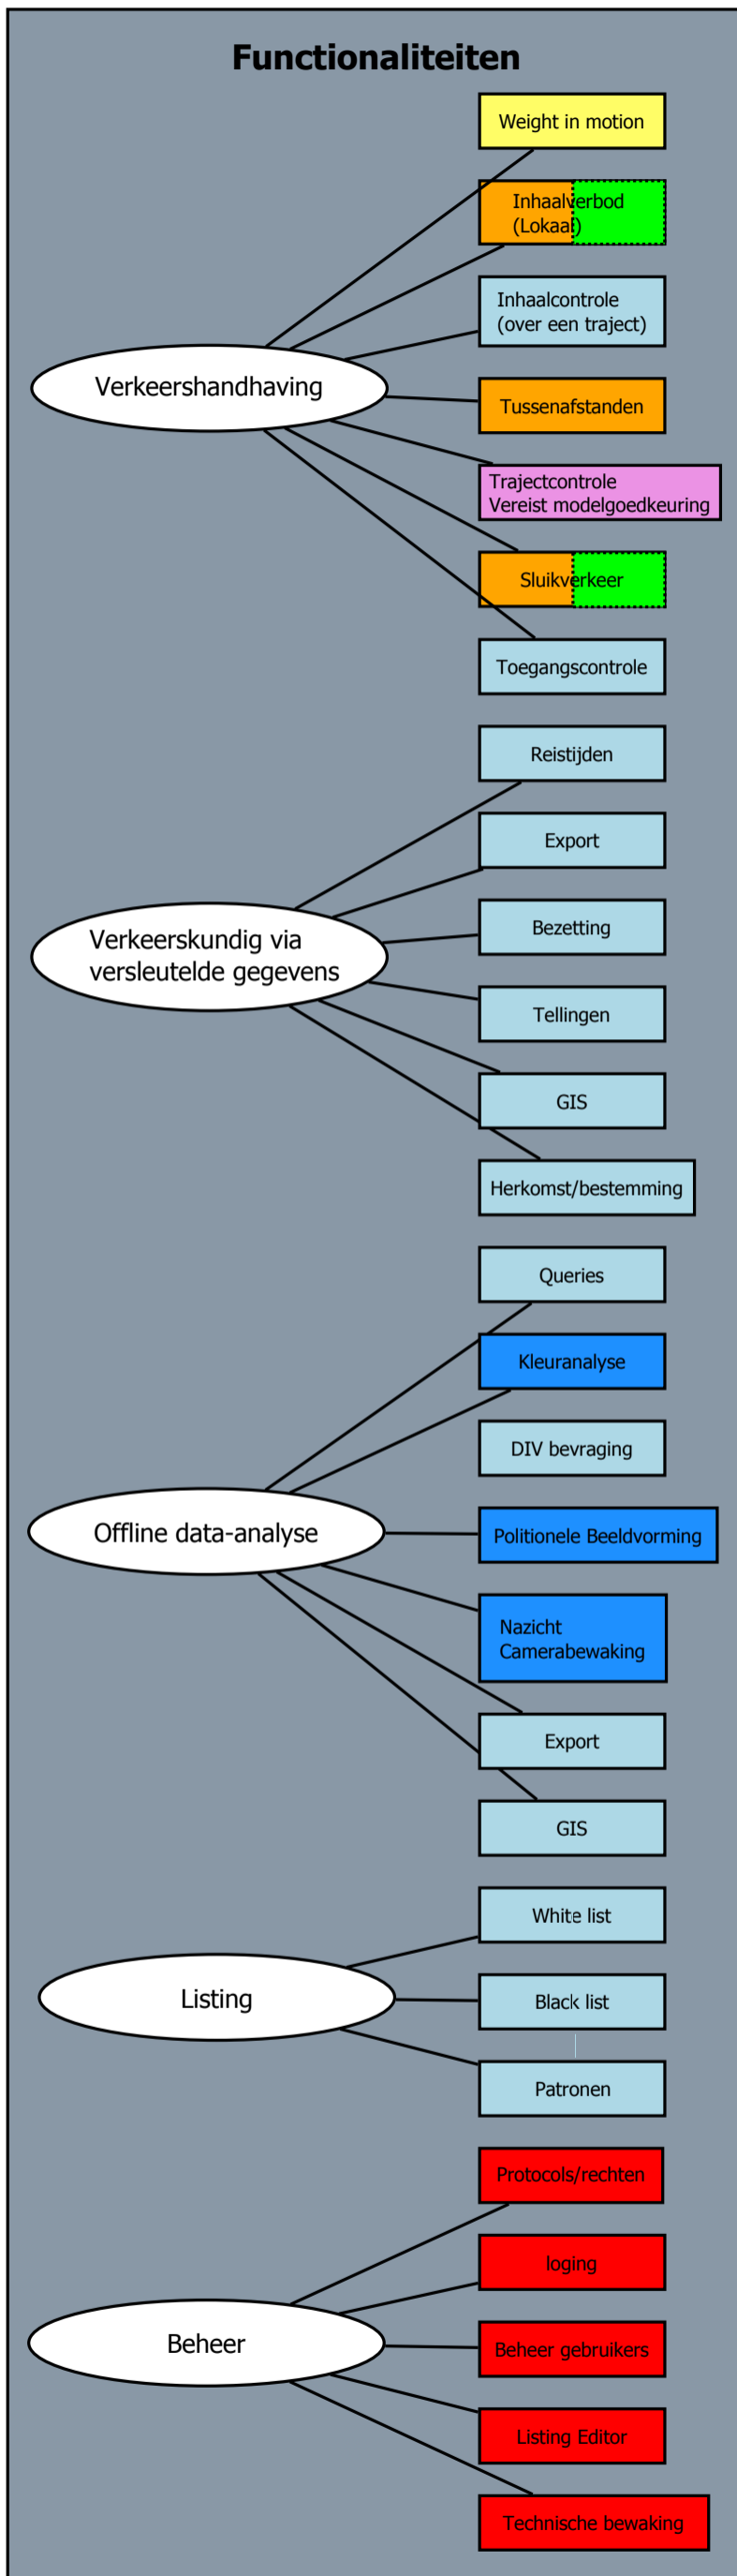 Functionaliteiten
Verkeershandhaving
Weight in motion
Inhaalverbod
(Lokaal)
Inhaalcontrole
(over een traject)
Tussenafstanden
Trajectcontrole
Vereist modelgoedkeuring
Sluikverkeer
Toegangscontrole
Verkeerskundig via
versleutelde gegevens
Reistijden
Export
Bezetting
Tellingen
GIS
Herkomst/bestemming
Offline data-analyse
Queries
Kleuranalyse
DIV bevraging
Politionele Beeldvorming
Nazicht
Camerabewaking
Export
GIS
Listing
White list
Black list
Patronen
Beheer
Protocols/rechten
loging
Beheer gebruikers
Listing Editor
Technische bewaking